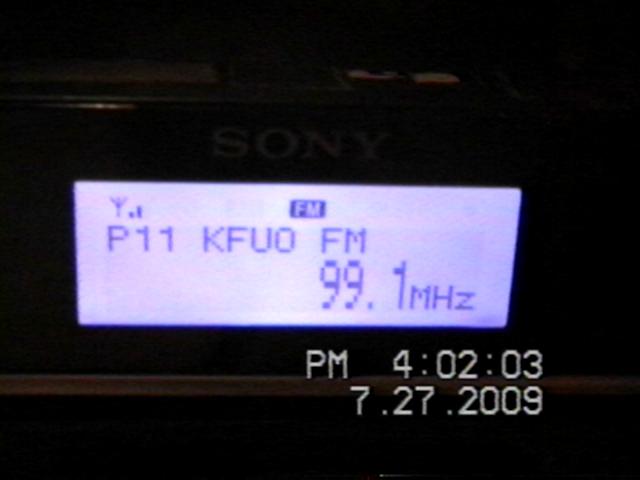 SONY
FM
P11 KFUO FM
99.1MHz
PM 4:02:03
7.27.2009